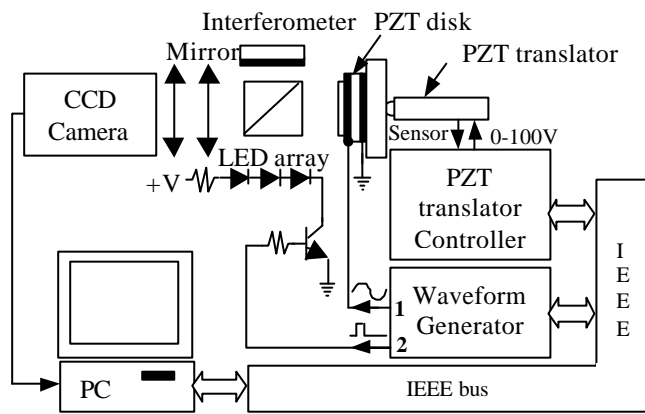 Interferometer
PZT disk
Mirror
PZT translator
CCD
Camera
Sensor
0-100V
LED array
+V
PZT
translator
Controller
I
E
E
E
Waveform
Generator
1
2
PC
IEEE bus